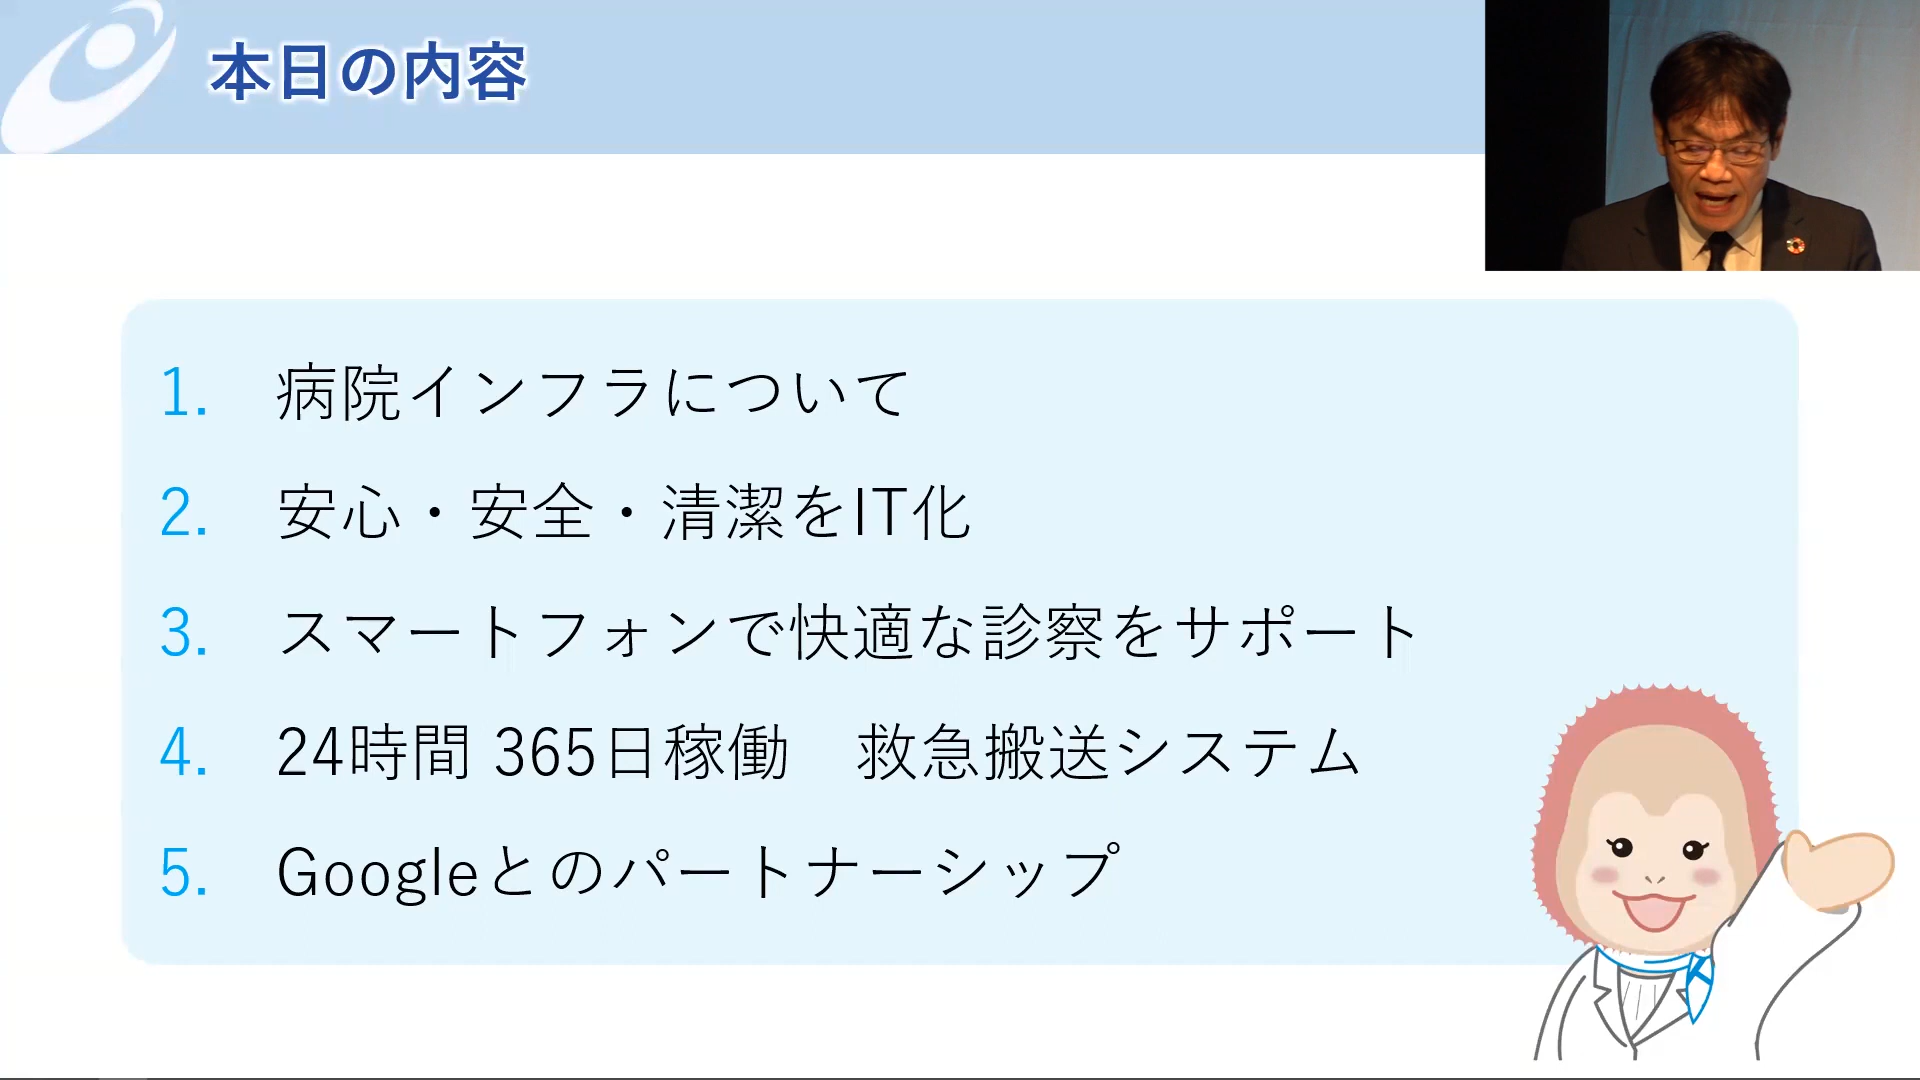 本日の内容
1. 病院インフラについて
2. 安心・安全・清潔をIT化
3. スマートフォンで快適な診察をサポート
4. 24時間 365日稼働　救急搬送システム
5. Googleとのパートナーシップ